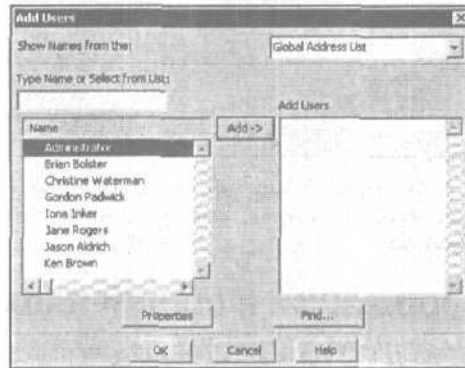 Add Users
Show Names from the:
Global Address List
Type Name or Select from List:
Add Users
Name
Add ->
Administrator
Brian Bolster
Christine Waterman
Gordon Padwick
Iona Inker
Jane Rogers
Jason Aldrich
Ken Brown
Properties
Find...
OK
Cancel
Help